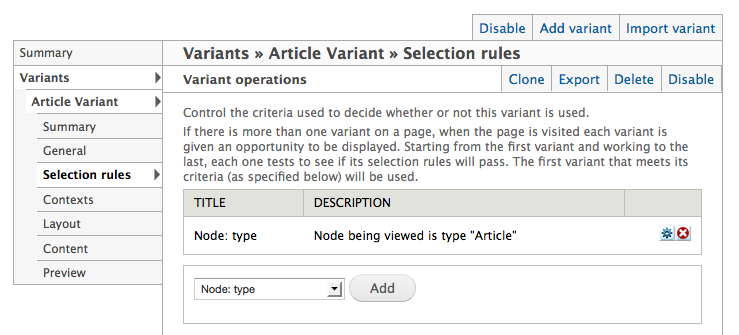 Disable Add variant Import variant
Summary
Variants
Article Variant
Summary
General
Selection rules
Contexts
Layout
Content
Preview
Variants » Article Variant » Selection rules
Variant operations
Clone Export Delete Disable
Control the criteria used to decide whether or not this variant is used.
If there is more than one variant on a page, when the page is visited each variant is
given an opportunity to be displayed. Starting from the first variant and working to the
last, each one tests to see if its selection rules will pass. The first variant that meets its
criteria (as specified below) will be used.
TITLE DESCRIPTION
Node: type Node being viewed is type "Article"
Node: type Add